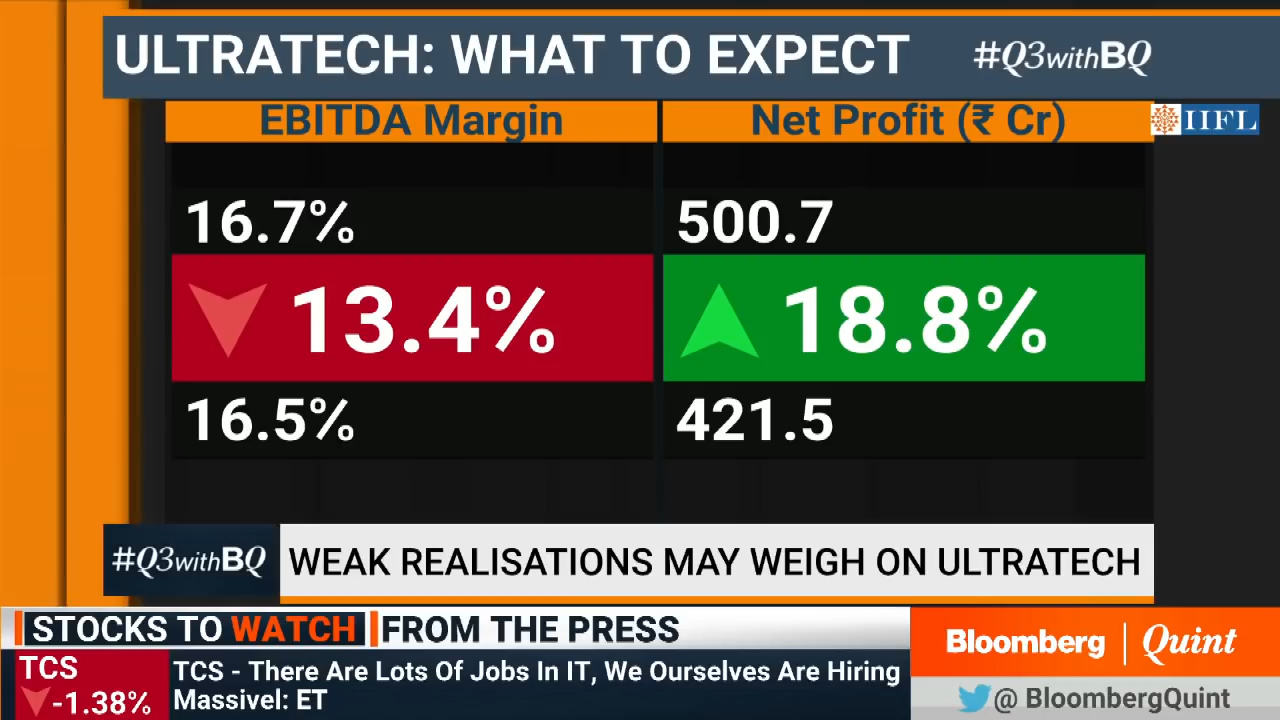 ULTRATECH: WHAT TO EXPECT #Q3withBQ
EBITDA Margin Net Profit (₹ Cr)
IIFL
16.7% 500.7
13.4% 18.8%
16.5% 421.5
#Q3withBQ WEAK REALISATIONS MAY WEIGH ON ULTRATECH
STOCKS TO WATCH FROM THE PRESS
Bloomberg | Quint
TCS
-1.38%
TCS - There Are Lots Of Jobs In IT, We Ourselves Are Hiring
Massivel: ET
@ BloombergQuint